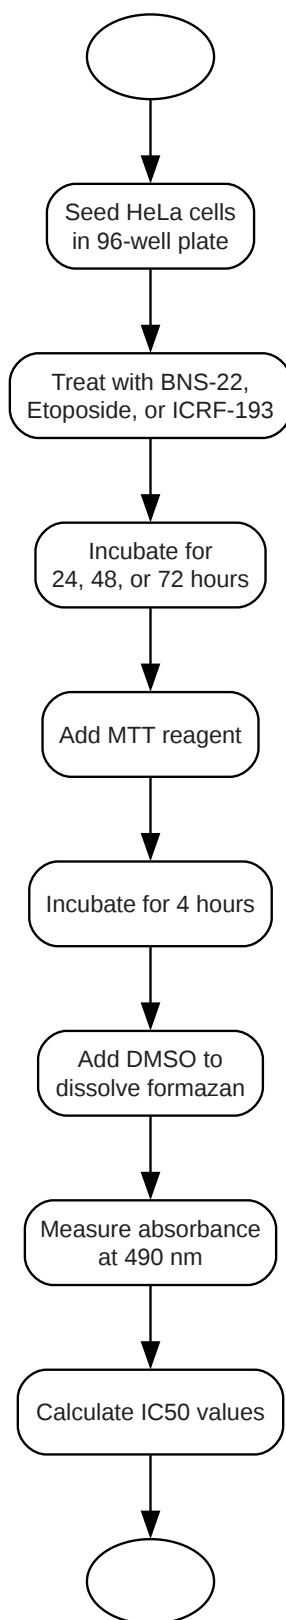 Seed HeLa cells
in 96-well plate
Treat with BNS-22,
Etoposide, or ICRF-193
Incubate for
24, 48, or 72 hours
Add MTT reagent
Incubate for 4 hours
Add DMSO to
dissolve formazan
Measure absorbance
at 490 nm
Calculate IC50 values